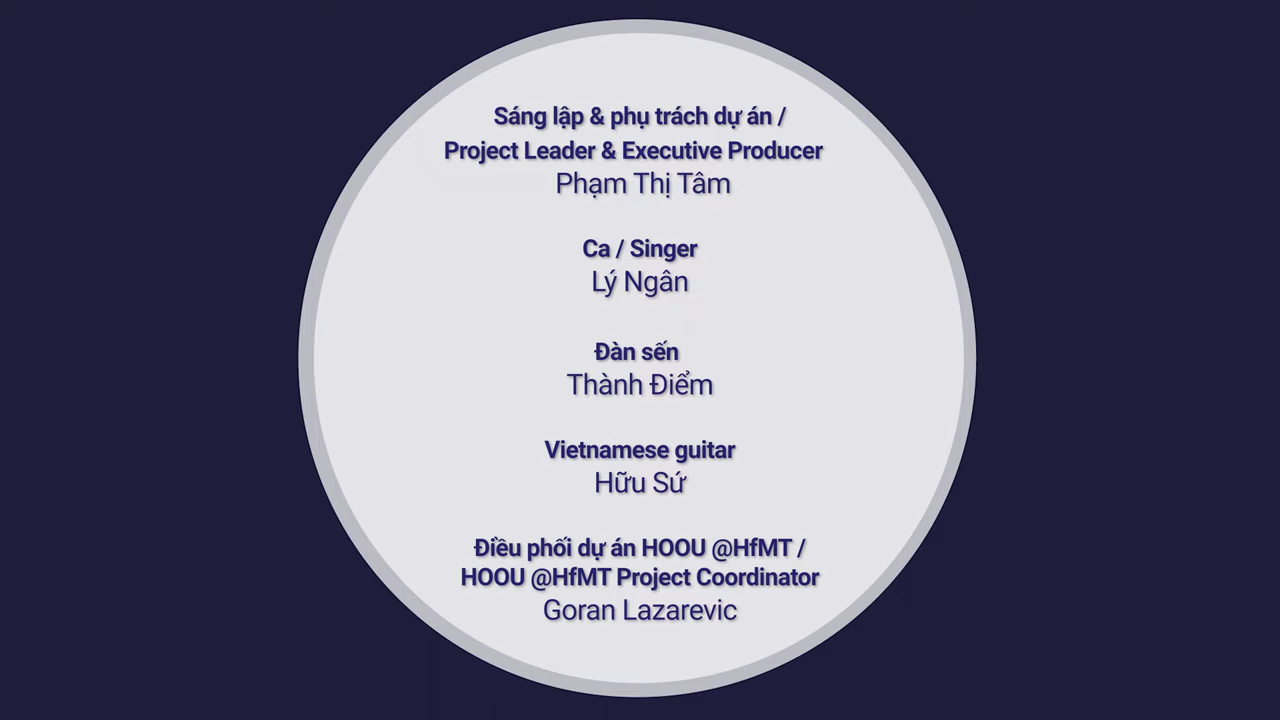 Sáng lập & phụ trách dự án /
Project Leader & Executive Producer
Phạm Thị Tâm
Ca / Singer
Lý Ngân
Đàn sến
Thành Điểm
Vietnamese guitar
Hữu Sứ
Điều phối dự án HOOU @HfMT /
HOOU @HfMT Project Coordinator
Goran Lazarevic